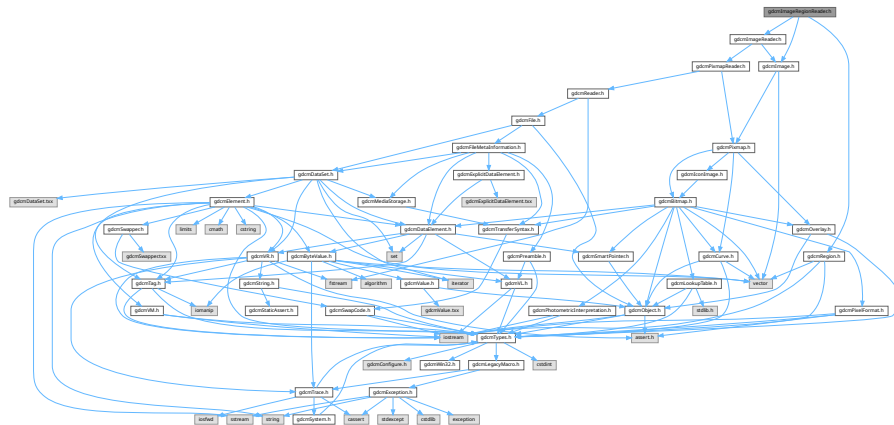 gdcmImageRegionReader.h
gdcmImageReader.h
gdcmPixmapReader.h
gdcmImage.h
gdcmReader.h
gdcmFile.h
gdcmFileMetaInformation.h
gdcmPixmap.h
gdcmDataSet.h
gdcmExplicitDataElement.h
gdcmIconImage.h
gdcmDataSet.txx
gdcmElement.h
gdcmMediaStorage.h
gdcmExplicitDataElement.txx
gdcmBitmap.h
gdcmSwapper.h
limits
cmath
cstring
gdcmDataElement.h
gdcmTransferSyntax.h
gdcmOverlay.h
gdcmSwapper.txx
gdcmVR.h
gdcmByteValue.h
set
gdcmPreamble.h
gdcmSmartPointer.h
gdcmCurve.h
gdcmRegion.h
gdcmTag.h
gdcmString.h
fstream
algorithm
gdcmValue.h
iterator
gdcmVL.h
gdcmLookupTable.h
vector
gdcmVM.h
iomanip
gdcmStaticAssert.h
gdcmSwapCode.h
gdcmValue.txx
gdcmPhotometricInterpretation.h
gdcmObject.h
stdlib.h
gdcmPixelFormat.h
iostream
gdcmTypes.h
assert.h
gdcmConfigure.h
gdcmWin32.h
gdcmLegacyMacro.h
cstdint
gdcmTrace.h
gdcmException.h
iosfwd
sstream
string
gdcmSystem.h
cassert
stdexcept
cstdlib
exception